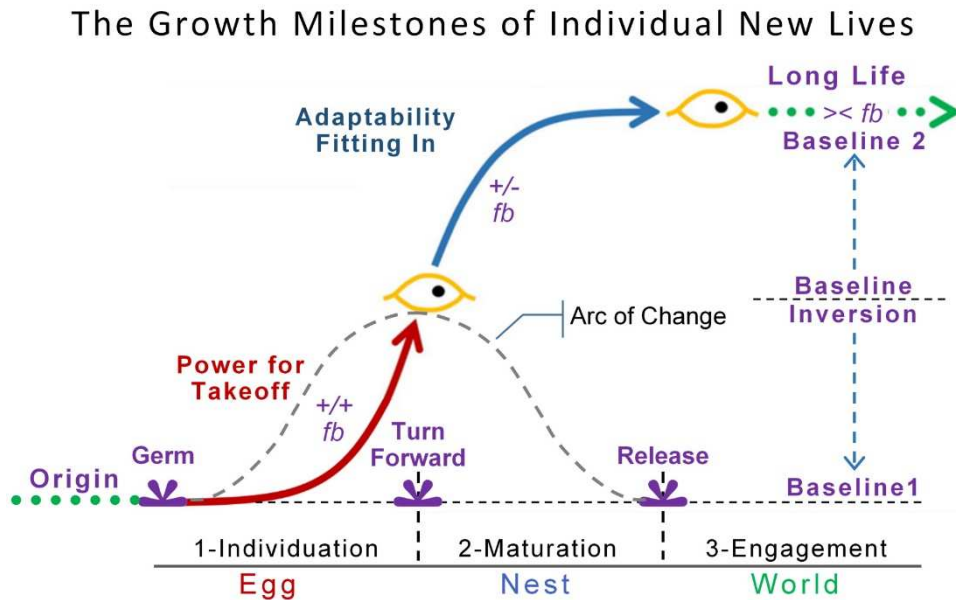 The Growth Milestones of Individual New Lives
Long Life
>< fb
Baseline 2
Adaptability
Fitting In
+/-
fb
Baseline
Inversion
Arc of Change
Power for
Takeoff
+/+
fb
Germ
Turn
Forward
Release
Origin
Baseline1
1-Individuation
2-Maturation
3-Engagement
Egg
Nest
World